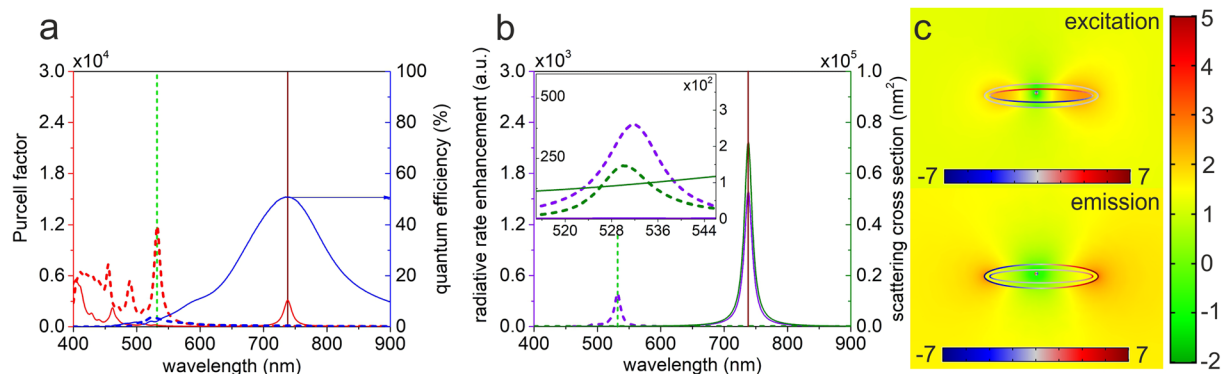 a
x10⁴
3.0
2.4
1.8
1.2
0.6
0.0
Purcell factor
100
80
60
40
20
0
quantum efficiency (%)
400 500 600 700 800 900
wavelength (nm)
b
x10³
x10⁵
3.0
2.4
1.8
1.2
0.6
0.0
radiative rate enhancement (a.u.)
x10²
500
250
3
2
1
0
520 528 536 544
1.0
0.8
0.6
0.4
0.2
0.0
scattering cross section (nm²)
400 500 600 700 800 900
wavelength (nm)
c
excitation
-7 7
emission
-7 7
5
4
3
2
1
0
-1
-2